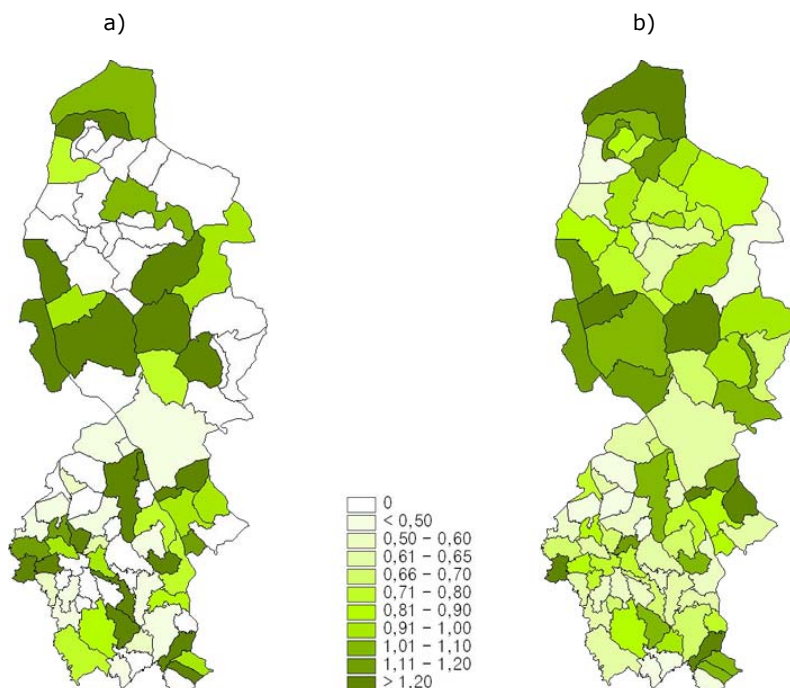 a)
b)
0
< 0,50
0,50 – 0,60
0,61 – 0,65
0,66 – 0,70
0,71 – 0,80
0,81 – 0,90
0,91 – 1,00
1,01 – 1,10
1,11 – 1,20
> 1,20